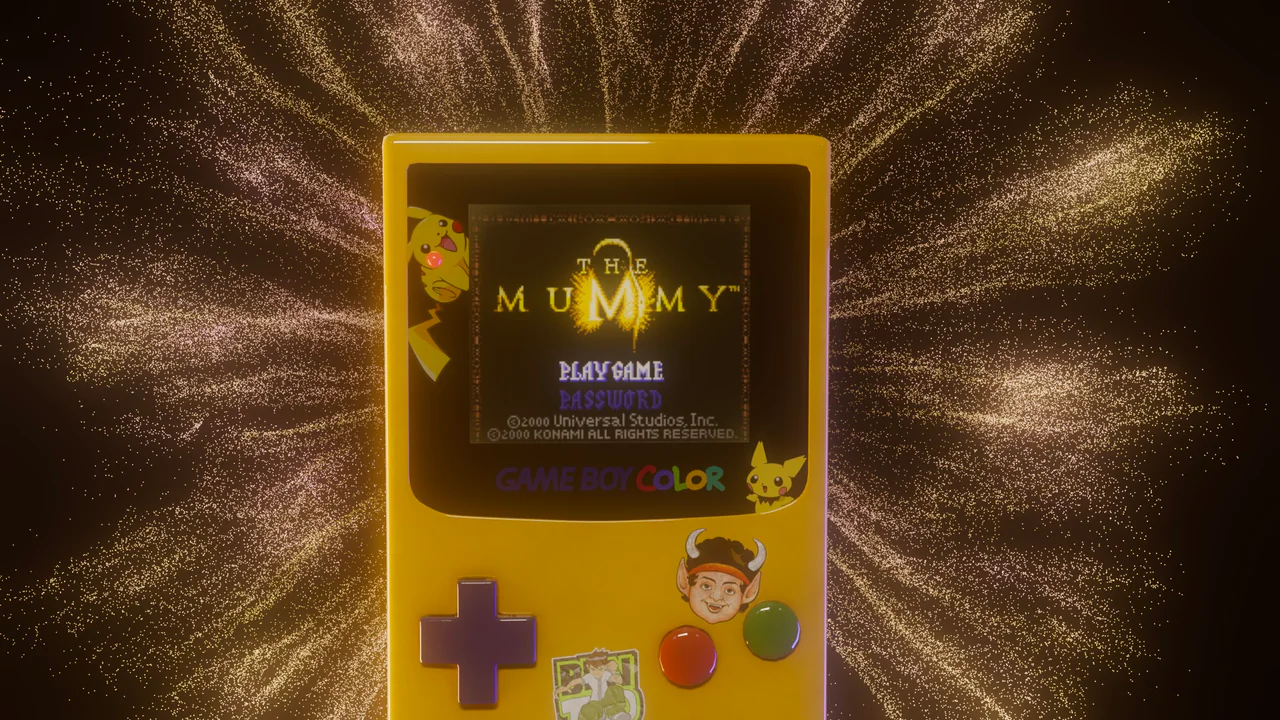 THE
MUMMY™
PLAY GAME
PASSWORD
©2000 Universal Studios, Inc.
©2000 KONAMI ALL RIGHTS RESERVED.
GAME BOY COLOR